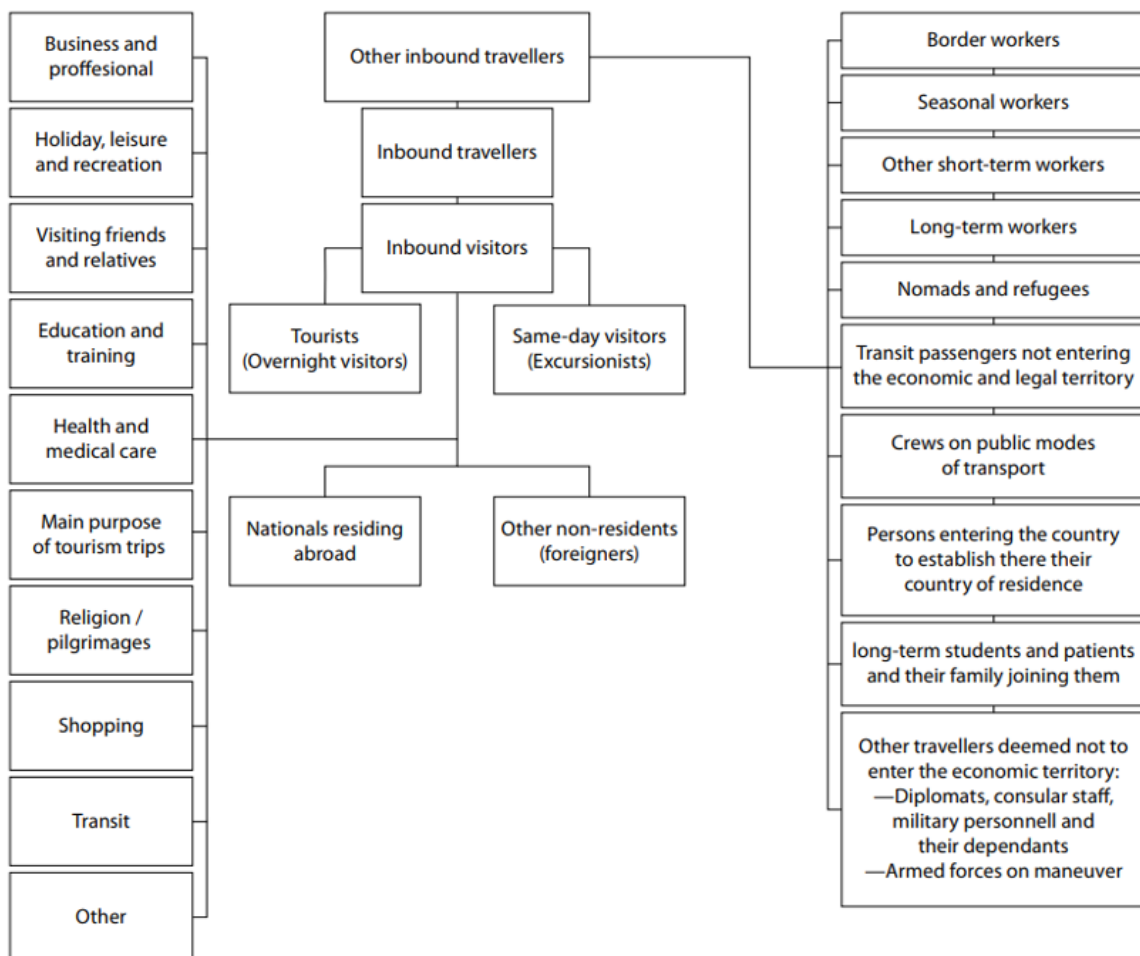 Business and
proffesional
Holiday, leisure
and recreation
Visiting friends
and relatives
Education and
training
Health and
medical care
Main purpose
of tourism trips
Religion /
pilgrimages
Shopping
Transit
Other
Other inbound travellers
Inbound travellers
Inbound visitors
Tourists
(Overnight visitors)
Same-day visitors
(Excursionists)
Nationals residing
abroad
Other non-residents
(foreigners)
Border workers
Seasonal workers
Other short-term workers
Long-term workers
Nomads and refugees
Transit passengers not entering
the economic and legal territory
Crews on public modes
of transport
Persons entering the country
to establish there their
country of residence
long-term students and patients
and their family joining them
Other travellers deemed not to
enter the economic territory:
—Diplomats, consular staff,
military personnell and
their dependants
—Armed forces on maneuver